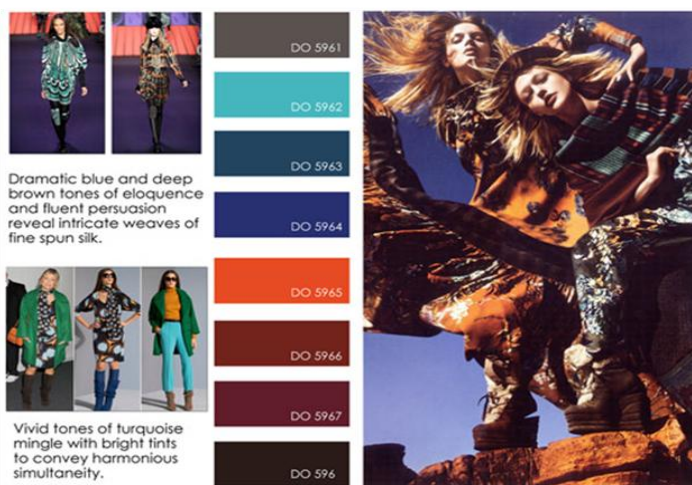 Dramatic blue and deep
brown tones of eloquence
and fluent persuasion
reveal intricate weaves of
fine spun silk.
Vivid tones of turquoise
mingle with bright tints
to convey harmonious
simultaneity.
DO 5961
DO 5962
DO 5963
DO 5964
DO 5965
DO 5966
DO 5967
DO 596